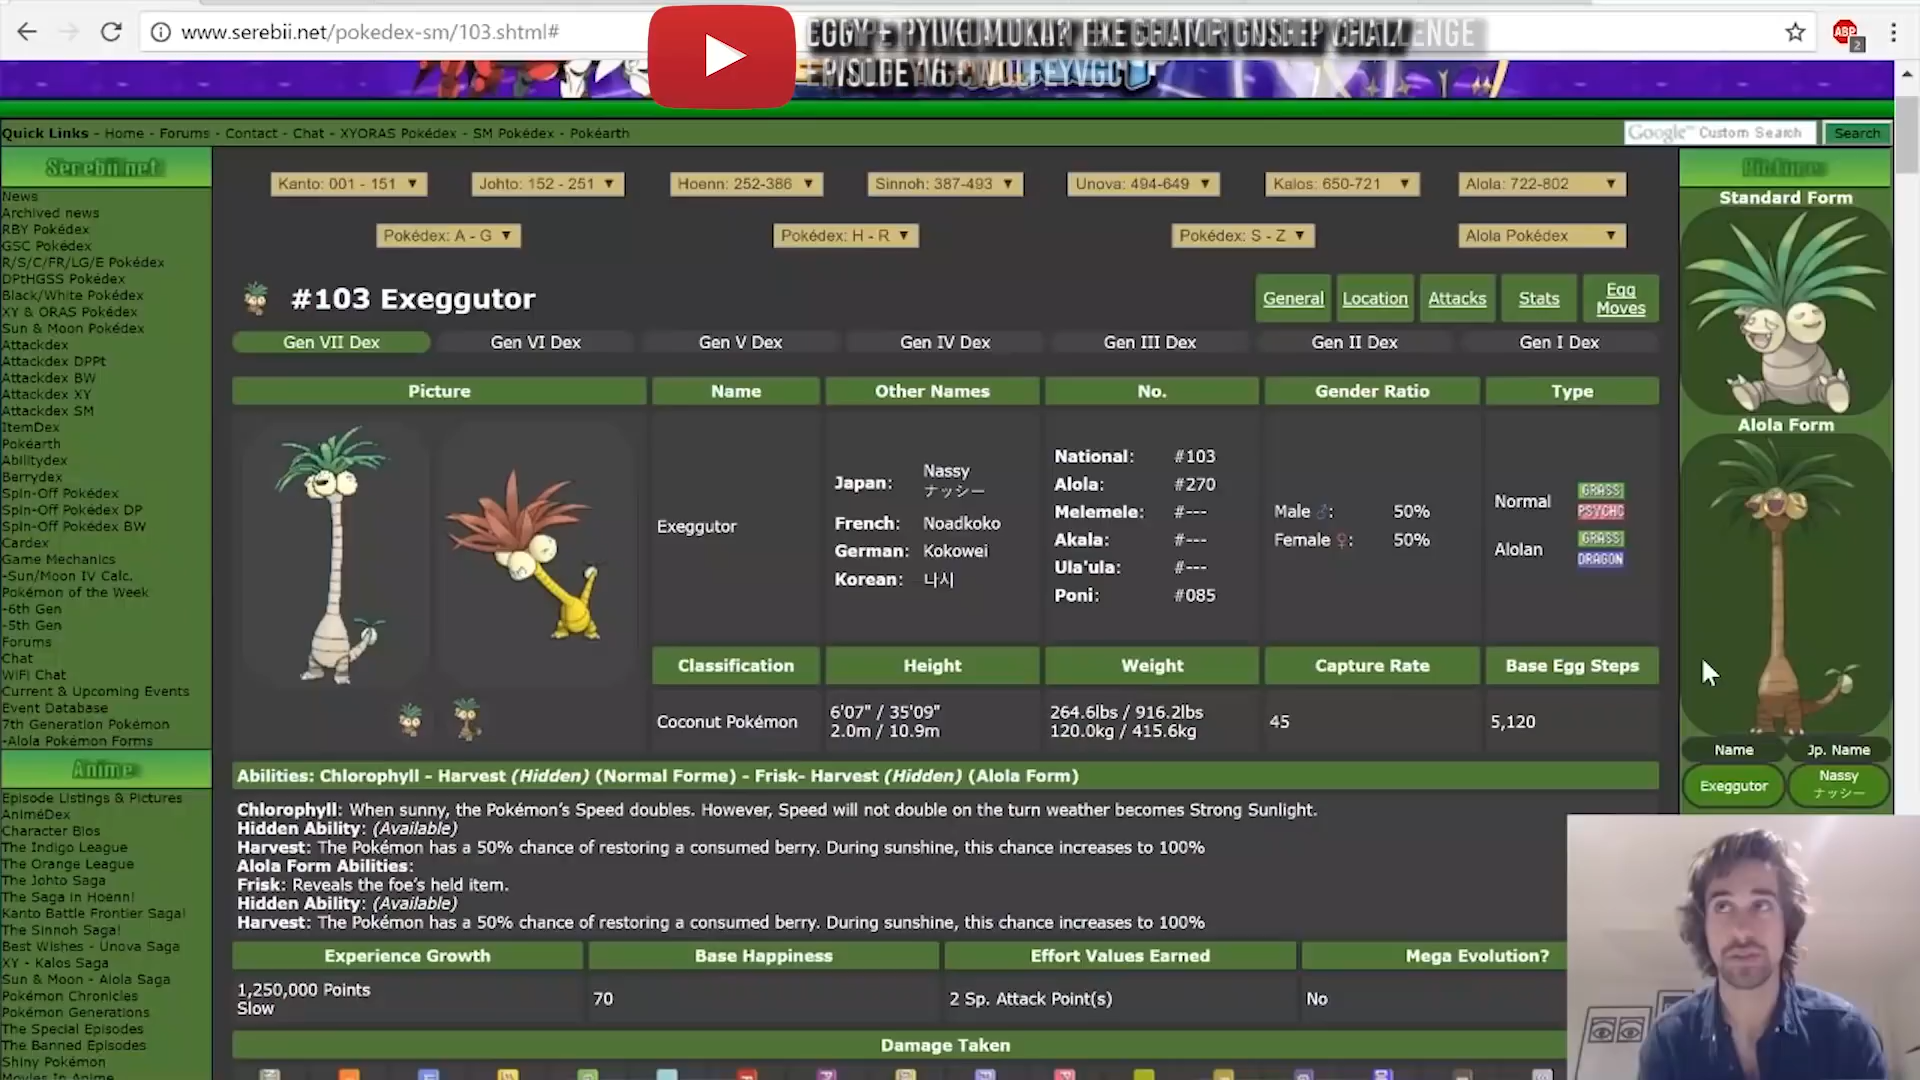 www.serebii.net/pokedex-sm/103.shtml#
ABP
2
CHALLENGE
EPISODE
Quick Links - Home - Forums - Contact - Chat - XYORAS Pokédex - SM Pokédex - Pokéarth
Google™ Custom Search
Search
Serebii.net
News
Archived news
RBY Pokédex
GSC Pokédex
R/S/C/FR/LG/E Pokédex
DPtHGSS Pokédex
Black/White Pokédex
XY & ORAS Pokédex
Sun & Moon Pokédex
Attackdex
Attackdex DPPt
Attackdex BW
Attackdex XY
Attackdex SM
ItemDex
Pokéarth
Abilitydex
Berrydex
Spin-Off Pokédex
Spin-Off Pokédex DP
Spin-Off Pokédex BW
Cardex
Game Mechanics
-Sun/Moon IV Calc.
Pokémon of the Week
-6th Gen
-5th Gen
Forums
Chat
WiFi Chat
Current & Upcoming Events
Event Database
7th Generation Pokémon
-Alola Pokémon Forms
Anime
Episode Listings & Pictures
AniméDex
Character Bios
The Indigo League
The Orange League
The Johto Saga
The Saga in Hoenn!
Kanto Battle Frontier Saga!
The Sinnoh Saga!
Best Wishes - Unova Saga
XY - Kalos Saga
Sun & Moon - Alola Saga
Pokémon Chronicles
Pokémon Generations
The Special Episodes
The Banned Episodes
Shiny Pokémon
Movies In Anime
Kanto: 001 - 151
Johto: 152 - 251
Hoenn: 252-386
Sinnoh: 387-493
Unova: 494-649
Kalos: 650-721
Alola: 722-802
Pokédex: A - G
Pokédex: H - R
Pokédex: S - Z
Alola Pokédex
#103 Exeggutor
General
Location
Attacks
Stats
Egg
Moves
Gen VII Dex
Gen VI Dex
Gen V Dex
Gen IV Dex
Gen III Dex
Gen II Dex
Gen I Dex
Picture
Name
Other Names
No.
Gender Ratio
Type
Exeggutor
Japan: Nassy
ナッシー
French: Noadkoko
German: Kokowei
Korean: 나시
National: #103
Alola: #270
Melemele: #---
Akala: #---
Ula'ula: #---
Poni: #085
Male ♂: 50%
Female ♀: 50%
Normal
GRASS
PSYCHC
Alolan
GRASS
DRAGON
Classification
Height
Weight
Capture Rate
Base Egg Steps
Coconut Pokémon
6'07" / 35'09"
2.0m / 10.9m
264.6lbs / 916.2lbs
120.0kg / 415.6kg
45
5,120
Abilities: Chlorophyll - Harvest (Hidden) (Normal Forme) - Frisk- Harvest (Hidden) (Alola Form)
Chlorophyll: When sunny, the Pokémon's Speed doubles. However, Speed will not double on the turn weather becomes Strong Sunlight.
Hidden Ability: (Available)
Harvest: The Pokémon has a 50% chance of restoring a consumed berry. During sunshine, this chance increases to 100%
Alola Form Abilities:
Frisk: Reveals the foe's held item.
Hidden Ability: (Available)
Harvest: The Pokémon has a 50% chance of restoring a consumed berry. During sunshine, this chance increases to 100%
Experience Growth
Base Happiness
Effort Values Earned
Mega Evolution?
1,250,000 Points
Slow
70
2 Sp. Attack Point(s)
No
Damage Taken
Pictures
Standard Form
Alola Form
Name
Jp. Name
Exeggutor
Nassy
ナッシー